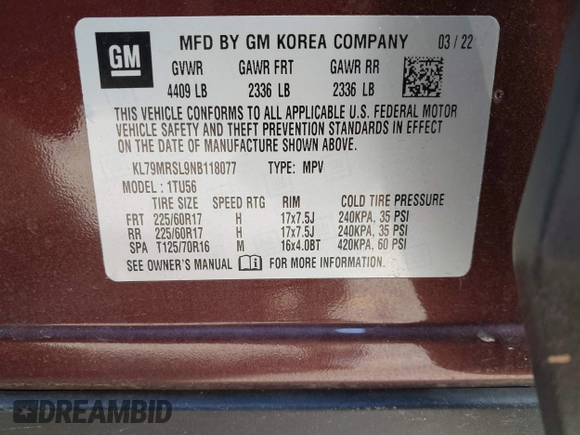 GM
MFD BY GM KOREA COMPANY 03 / 22
GVWR GAWR FRT GAWR RR
4409 LB 2336 LB 2336 LB
THIS VEHICLE CONFORMS TO ALL APPLICABLE U.S. FEDERAL MOTOR
VEHICLE SAFETY AND THEFT PREVENTION STANDARDS IN EFFECT
ON THE DATE OF MANUFACTURE SHOWN ABOVE.
KL79MRSL9NB118077 TYPE: MPV
MODEL : 1TU56
TIRE SIZE SPEED RTG RIM COLD TIRE PRESSURE
FRT 225/60R17 H 17x7.5J 240KPA, 35 PSI
RR 225/60R17 H 17x7.5J 240KPA, 35 PSI
SPA T125/70R16 M 16x4.0BT 420KPA, 60 PSI
SEE OWNER'S MANUAL FOR MORE INFORMATION.
DREAMBID